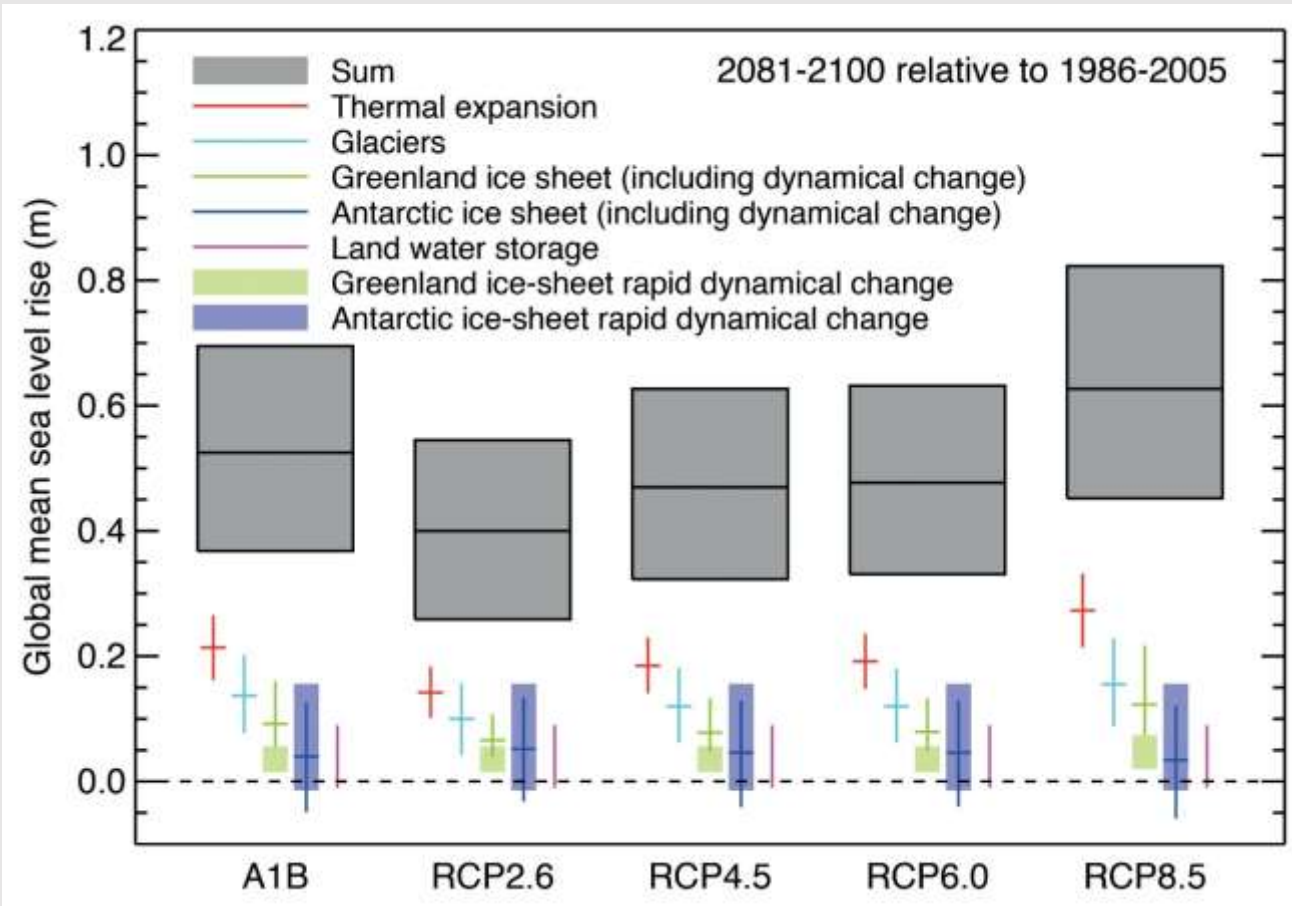 1.2
1.0
0.8
0.6
0.4
0.2
0.0
Global mean sea level rise (m)
2081-2100 relative to 1986-2005
Sum
Thermal expansion
Glaciers
Greenland ice sheet (including dynamical change)
Antarctic ice sheet (including dynamical change)
Land water storage
Greenland ice-sheet rapid dynamical change
Antarctic ice-sheet rapid dynamical change
A1B
RCP2.6
RCP4.5
RCP6.0
RCP8.5